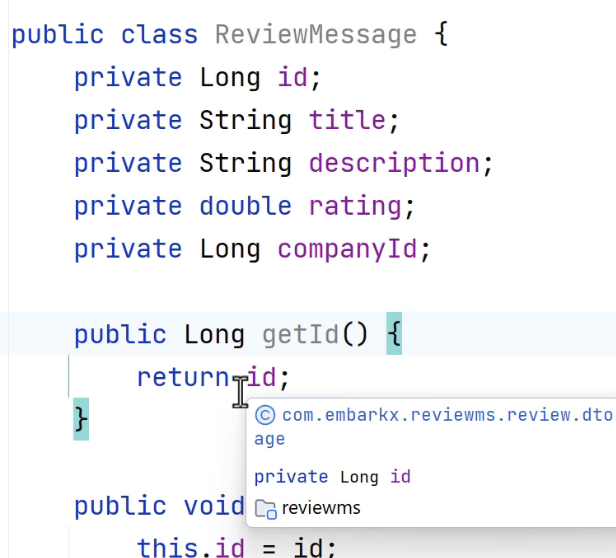 public class ReviewMessage {
private Long id;
private String title;
private String description;
private double rating;
private Long companyId;
public Long getId() {
return id;
}
com.embarkx.reviewms.review.dto
age
private Long id
reviewms
public void
this.id = id;